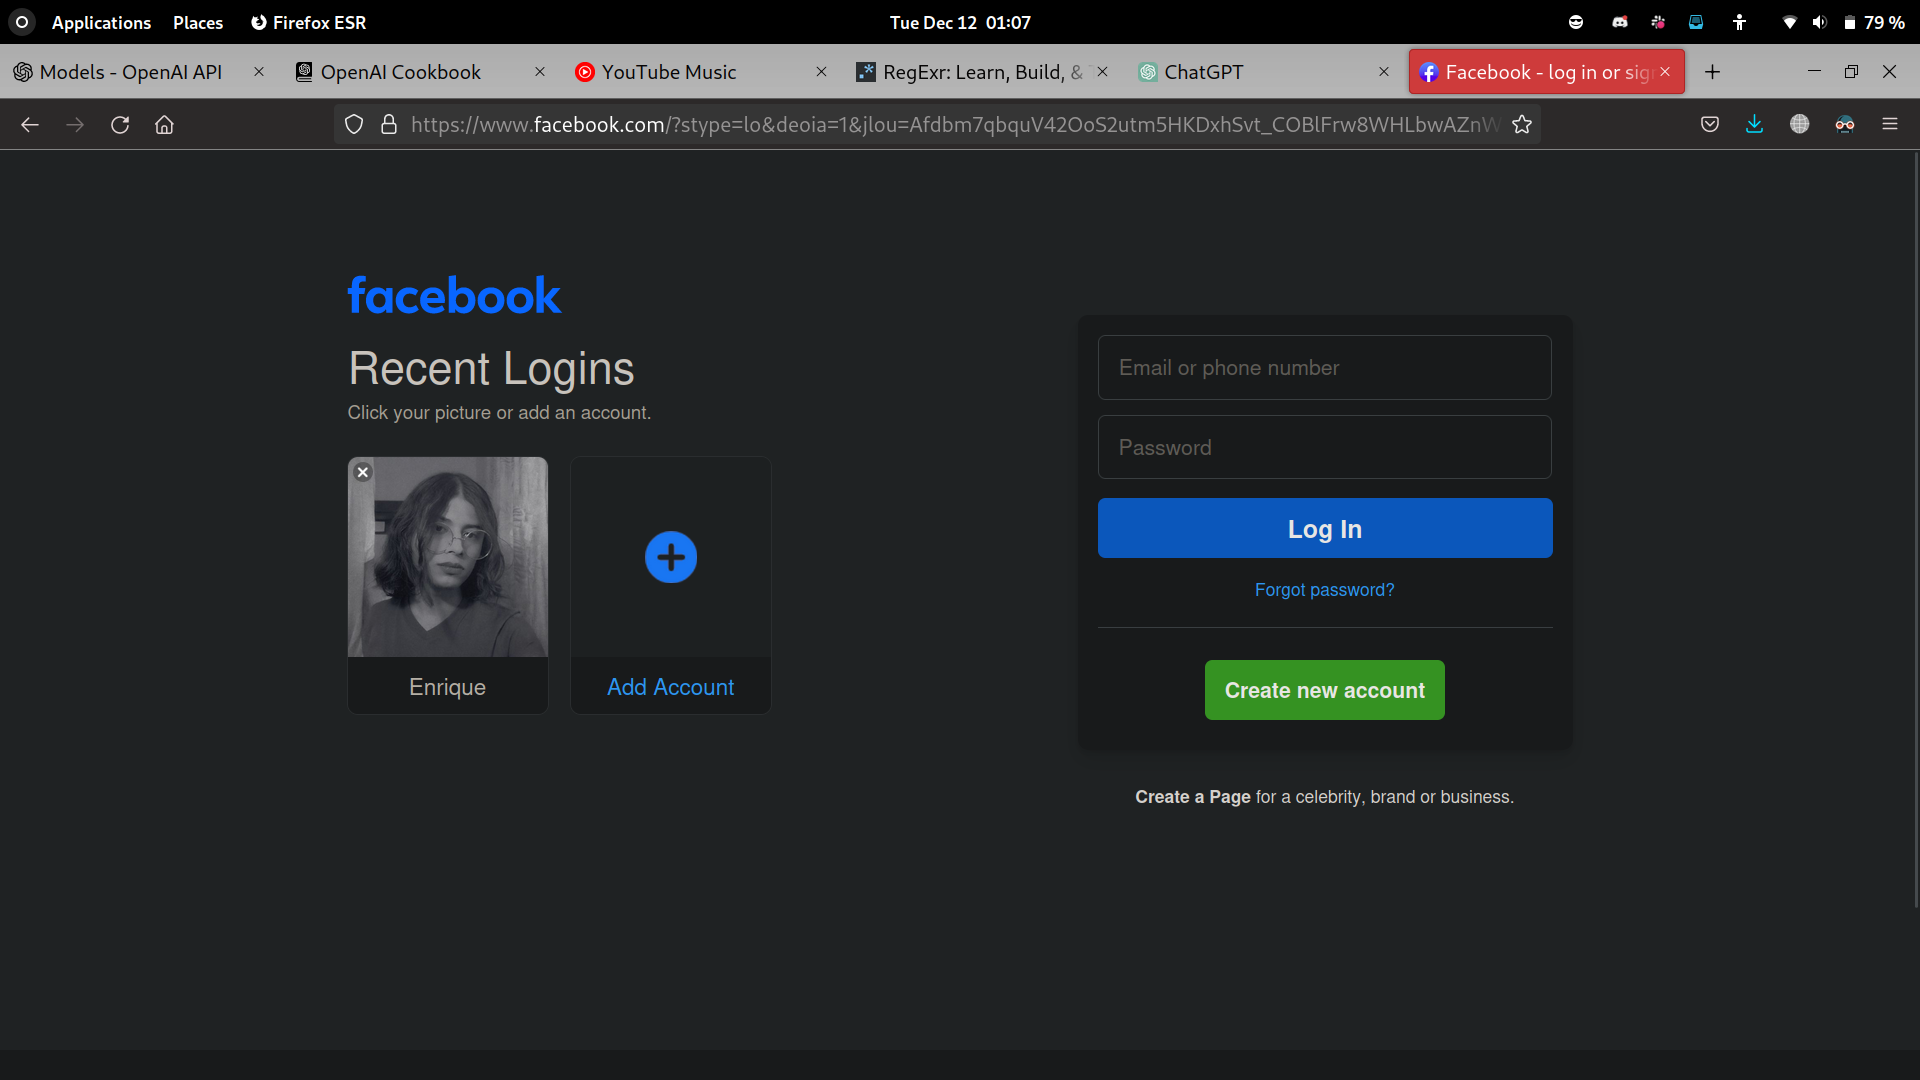 Applications Places Firefox ESR Tue Dec 12 01:07 79 %
Models - OpenAI API OpenAI Cookbook YouTube Music RegExr: Learn, Build, & ChatGPT Facebook - log in or sig
https://www.facebook.com/?stype=lo&deoia=1&jlou=Afdbm7qbquV42OoS2utm5HKDxhSvt_COBlFrw8WHLbwAZnW
facebook
Recent Logins
Click your picture or add an account.
Enrique
Add Account
Email or phone number
Password
Log In
Forgot password?
Create new account
Create a Page for a celebrity, brand or business.